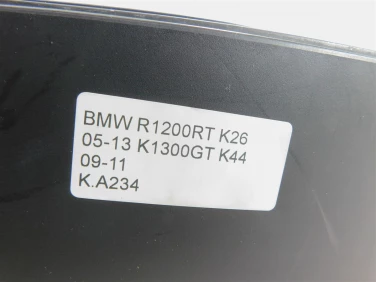 BMW R1200RT K26
05-13 K1300GT K44
09-11
K.A234